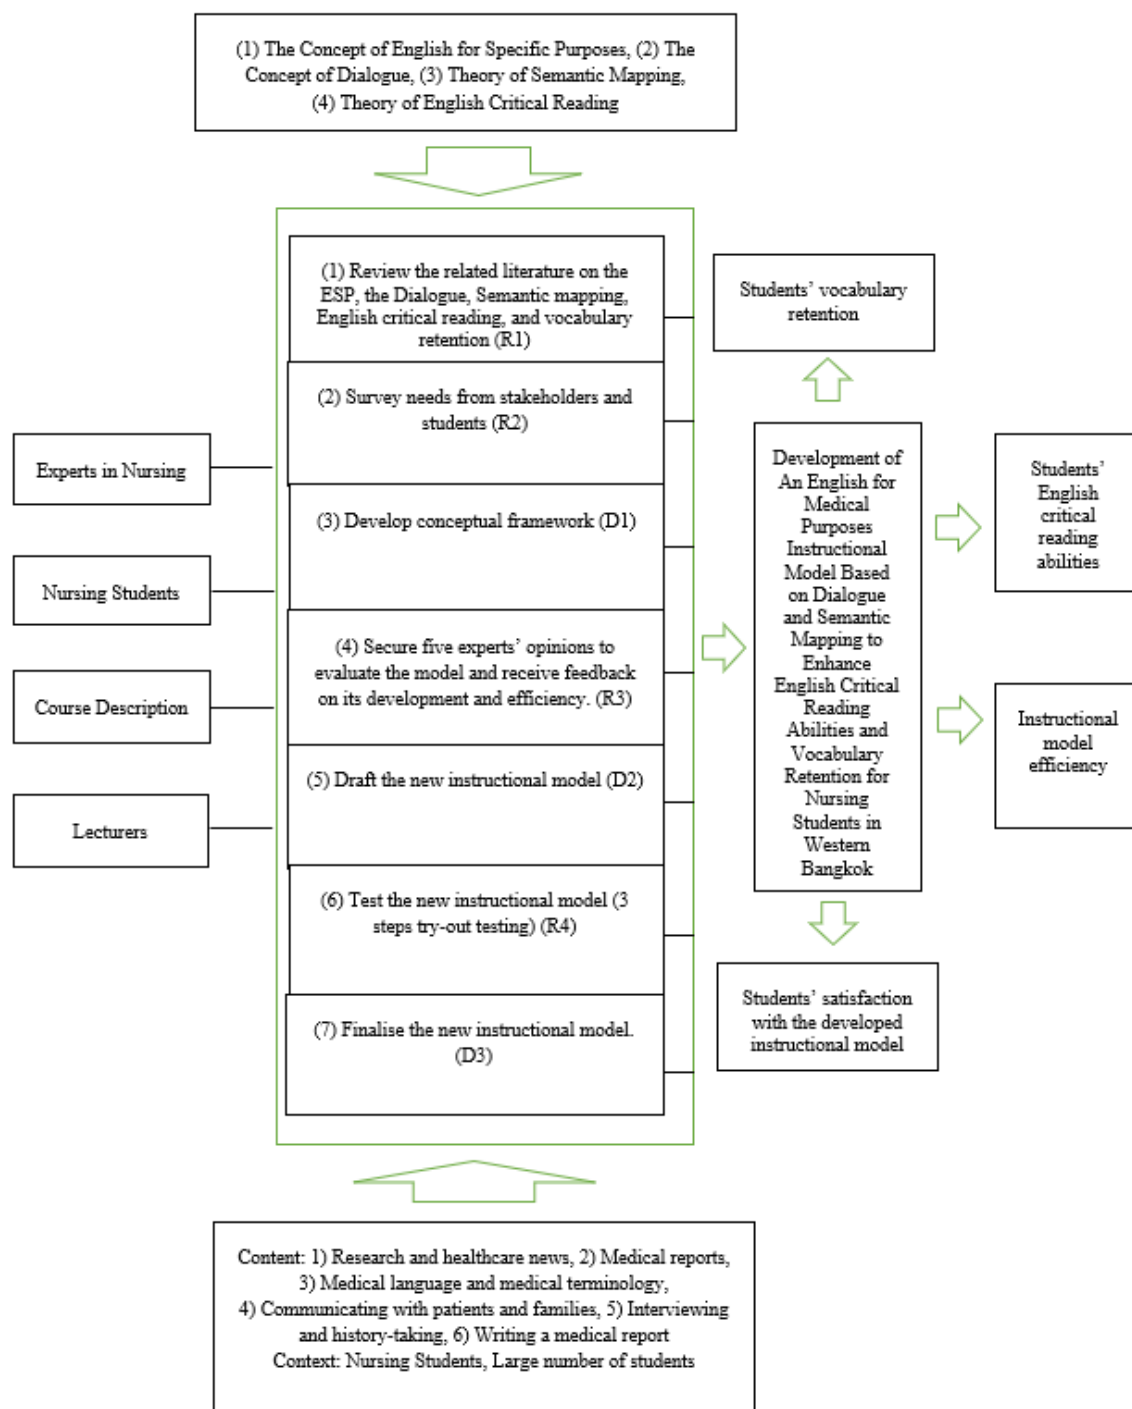 (1) The Concept of English for Specific Purposes, (2) The
Concept of Dialogue, (3) Theory of Semantic Mapping,
(4) Theory of English Critical Reading
(1) Review the related literature on the
ESP, the Dialogue, Semantic mapping,
English critical reading, and vocabulary
retention (R1)
(2) Survey needs from stakeholders and
students (R2)
(3) Develop conceptual framework (D1)
(4) Secure five experts’ opinions to
evaluate the model and receive feedback
on its development and efficiency. (R3)
(5) Draft the new instructional model (D2)
(6) Test the new instructional model (3
steps try-out testing) (R4)
(7) Finalise the new instructional model.
(D3)
Experts in Nursing
Nursing Students
Course Description
Lecturers
Students’ vocabulary
retention
Development of
An English for
Medical
Purposes
Instructional
Model Based
on Dialogue
and Semantic
Mapping to
Enhance
English Critical
Reading
Abilities and
Vocabulary
Retention for
Nursing
Students in
Western
Bangkok
Students’
English
critical
reading
abilities
Instructional
model
efficiency
Students’ satisfaction
with the developed
instructional model
Content: 1) Research and healthcare news, 2) Medical reports,
3) Medical language and medical terminology,
4) Communicating with patients and families, 5) Interviewing
and history-taking, 6) Writing a medical report
Context: Nursing Students, Large number of students